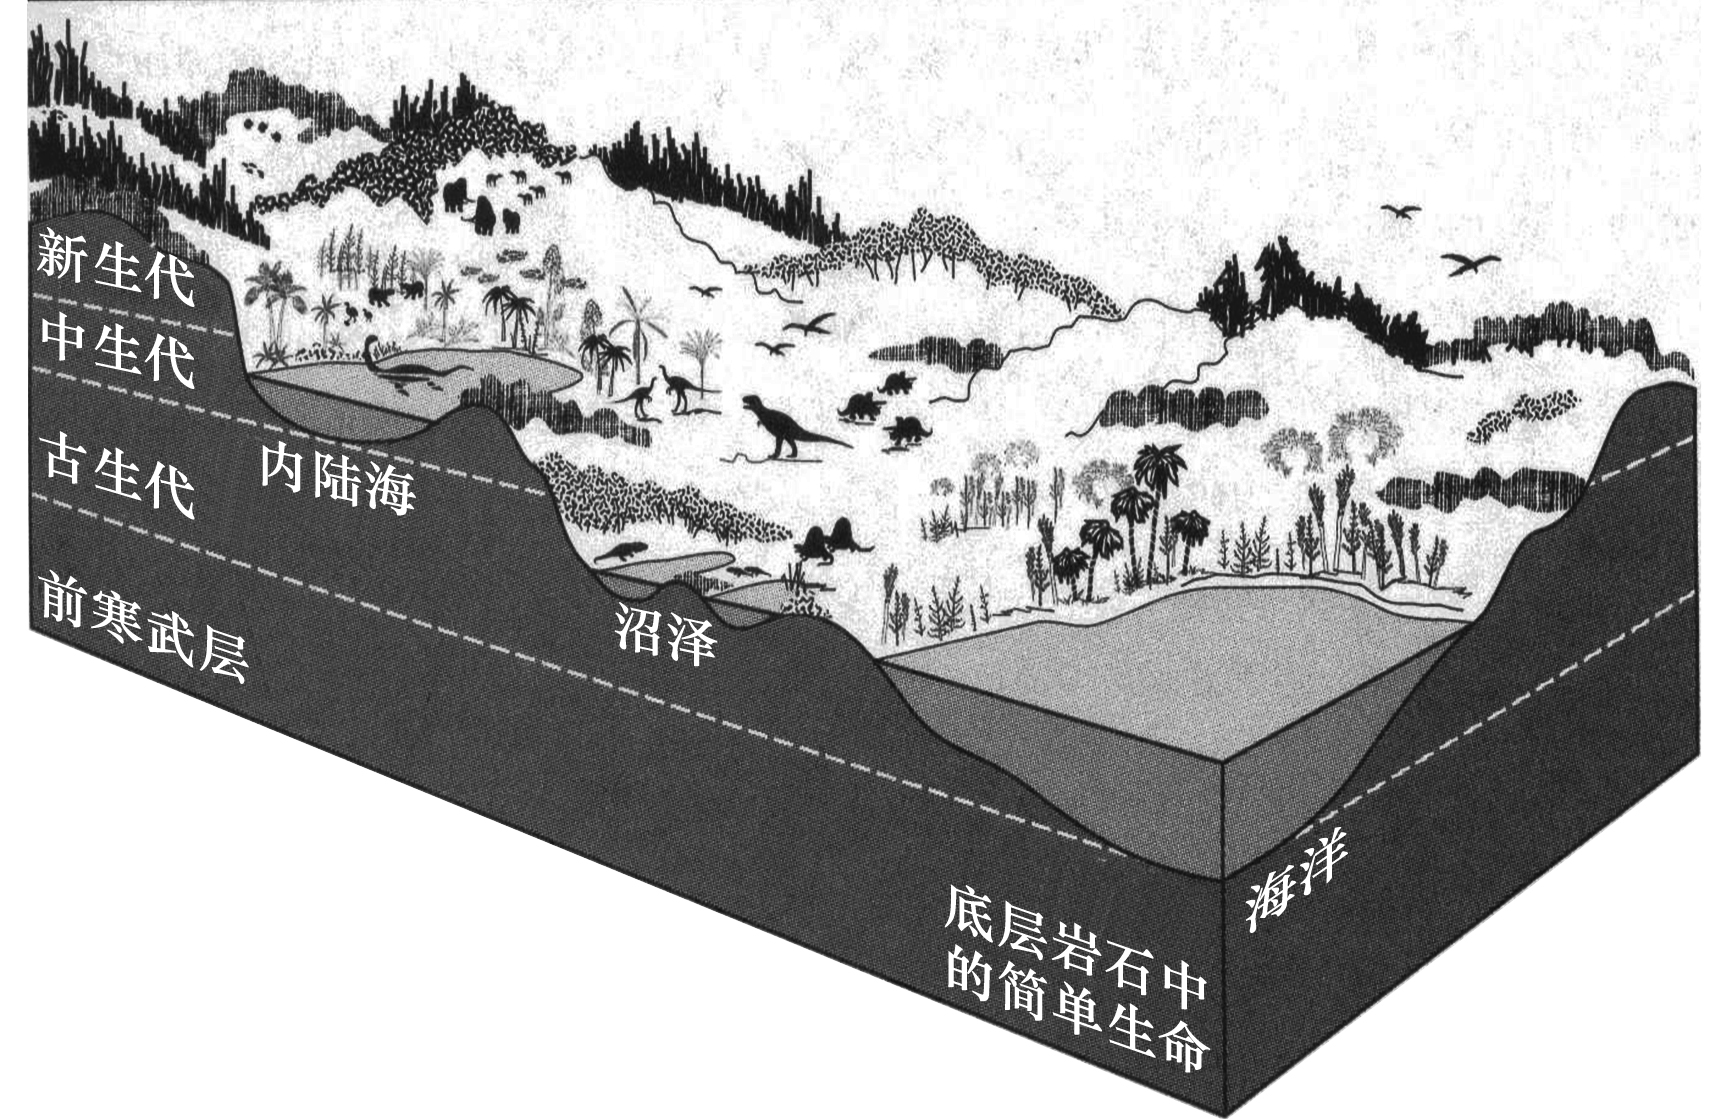 新生代
中生代
古生代
前寒武层
内陆海
沼泽
海洋
底层岩石中
的简单生命